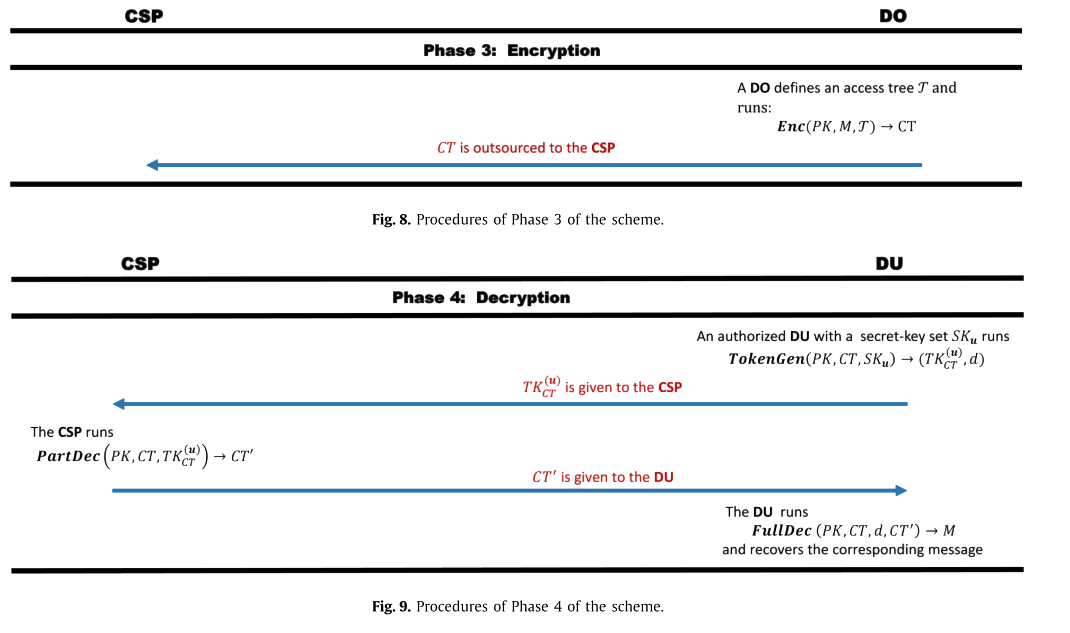 CSP DO
Phase 3: Encryption
A DO defines an access tree 𝒯 and
runs:
Enc(PK, M, 𝒯) → CT
CT is outsourced to the CSP
Fig. 8. Procedures of Phase 3 of the scheme.
CSP DU
Phase 4: Decryption
An authorized DU with a secret-key set SK_u runs
TokenGen(PK, CT, SK_u) → (TK_CT^(u), d)
TK_CT^(u) is given to the CSP
The CSP runs
PartDec(PK, CT, TK_CT^(u)) → CT′
CT′ is given to the DU
The DU runs
FullDec (PK, CT, d, CT′) → M
and recovers the corresponding message
Fig. 9. Procedures of Phase 4 of the scheme.